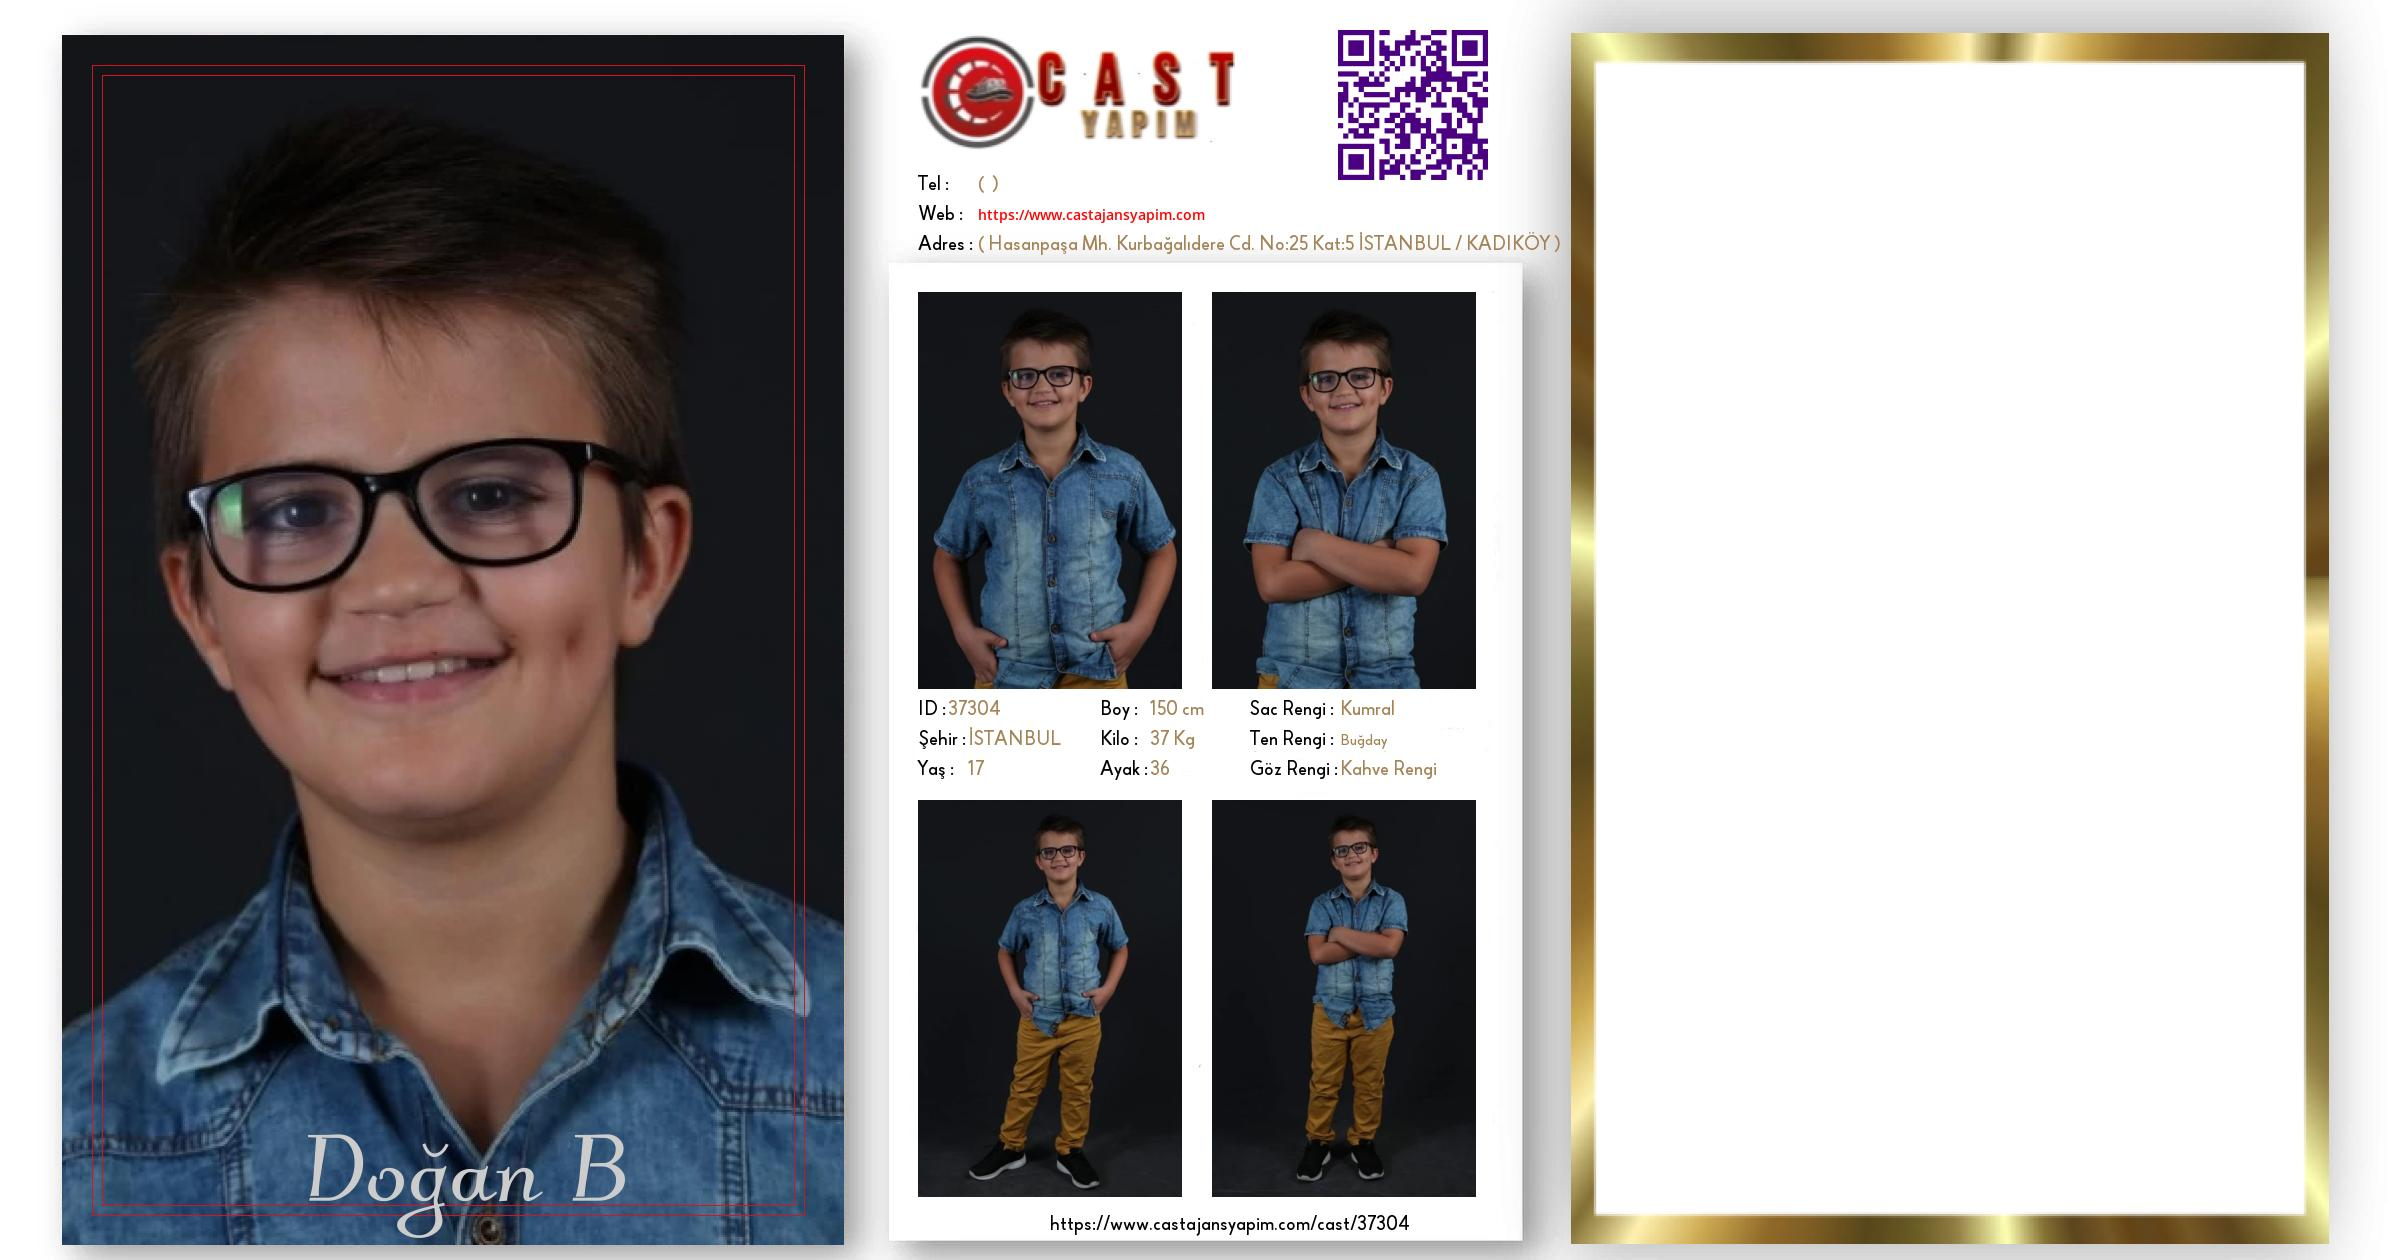 Doğan B
CAST
YAPIM
Tel : ( )
Web : https://www.castajansyapim.com
Adres : ( Hasanpaşa Mh. Kurbağalıdere Cd. No:25 Kat:5 İSTANBUL / KADIKÖY )
ID : 37304 Boy : 150 cm Sac Rengi : Kumral
Şehir : İSTANBUL Kilo : 37 Kg Ten Rengi : Buğday
Yaş : 17 Ayak : 36 Göz Rengi : Kahve Rengi
https://www.castajansyapim.com/cast/37304